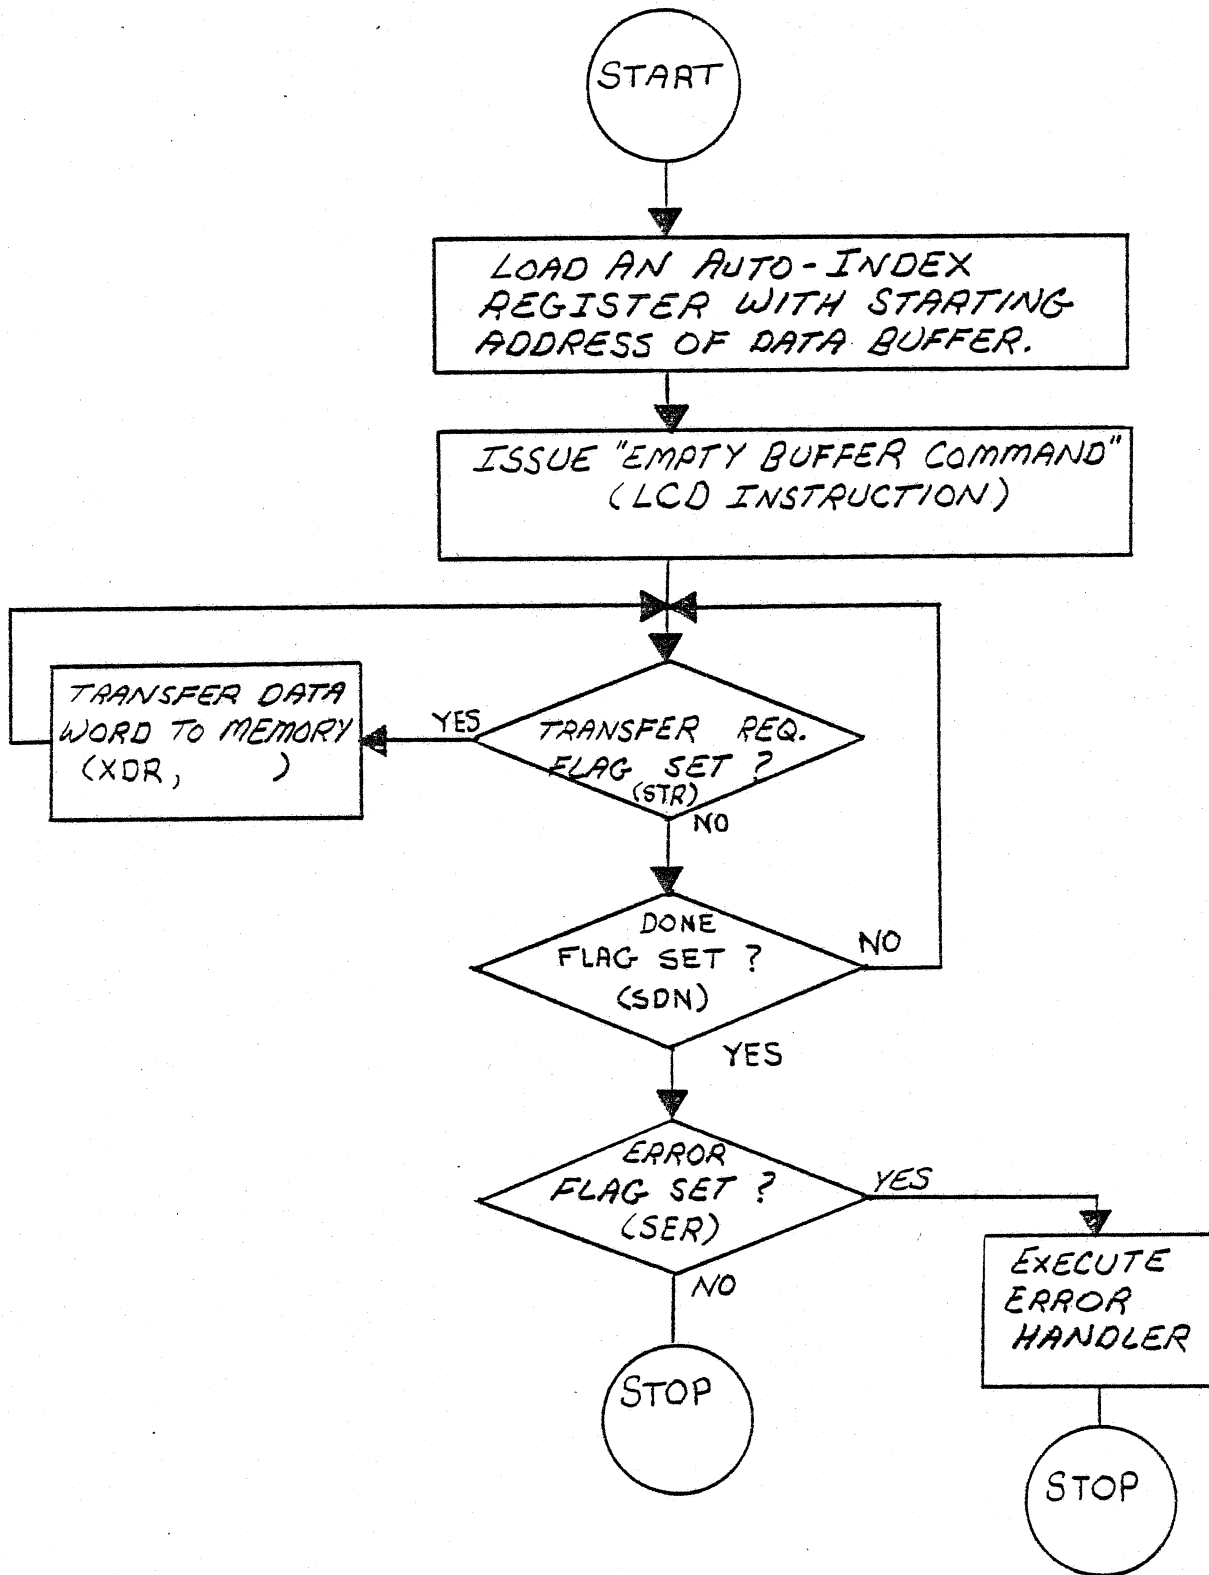 START
LOAD AN AUTO-INDEX
REGISTER WITH STARTING
ADDRESS OF DATA BUFFER.
ISSUE "EMPTY BUFFER COMMAND"
(LCD INSTRUCTION)
TRANSFER DATA
WORD TO MEMORY
(XDR,      )
YES
TRANSFER REQ.
FLAG SET ?
(STR)
NO
DONE
FLAG SET ?
(SDN)
NO
YES
ERROR
FLAG SET ?
(SER)
YES
NO
EXECUTE
ERROR
HANDLER
STOP
STOP